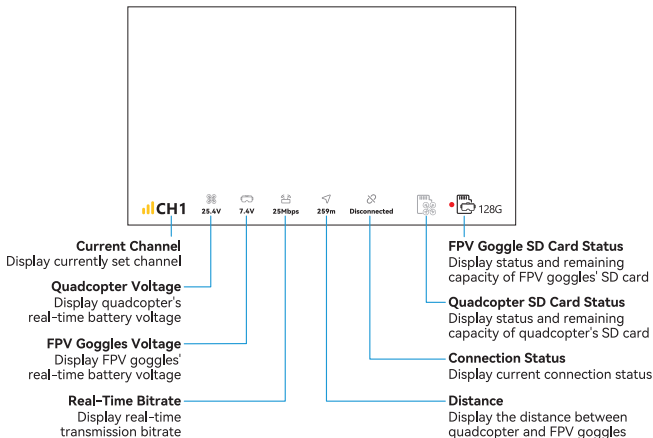 CH1
25.4V
7.4V
25Mbps
259m
Disconnected
128G
Current Channel
Display currently set channel
Quadcopter Voltage
Display quadcopter's
real-time battery voltage
FPV Goggles Voltage
Display FPV goggles'
real-time battery voltage
Real-Time Bitrate
Display real-time
transmission bitrate
FPV Goggle SD Card Status
Display status and remaining
capacity of FPV goggles' SD card
Quadcopter SD Card Status
Display status and remaining
capacity of quadcopter's SD card
Connection Status
Display current connection status
Distance
Display the distance between
quadcopter and FPV goggles